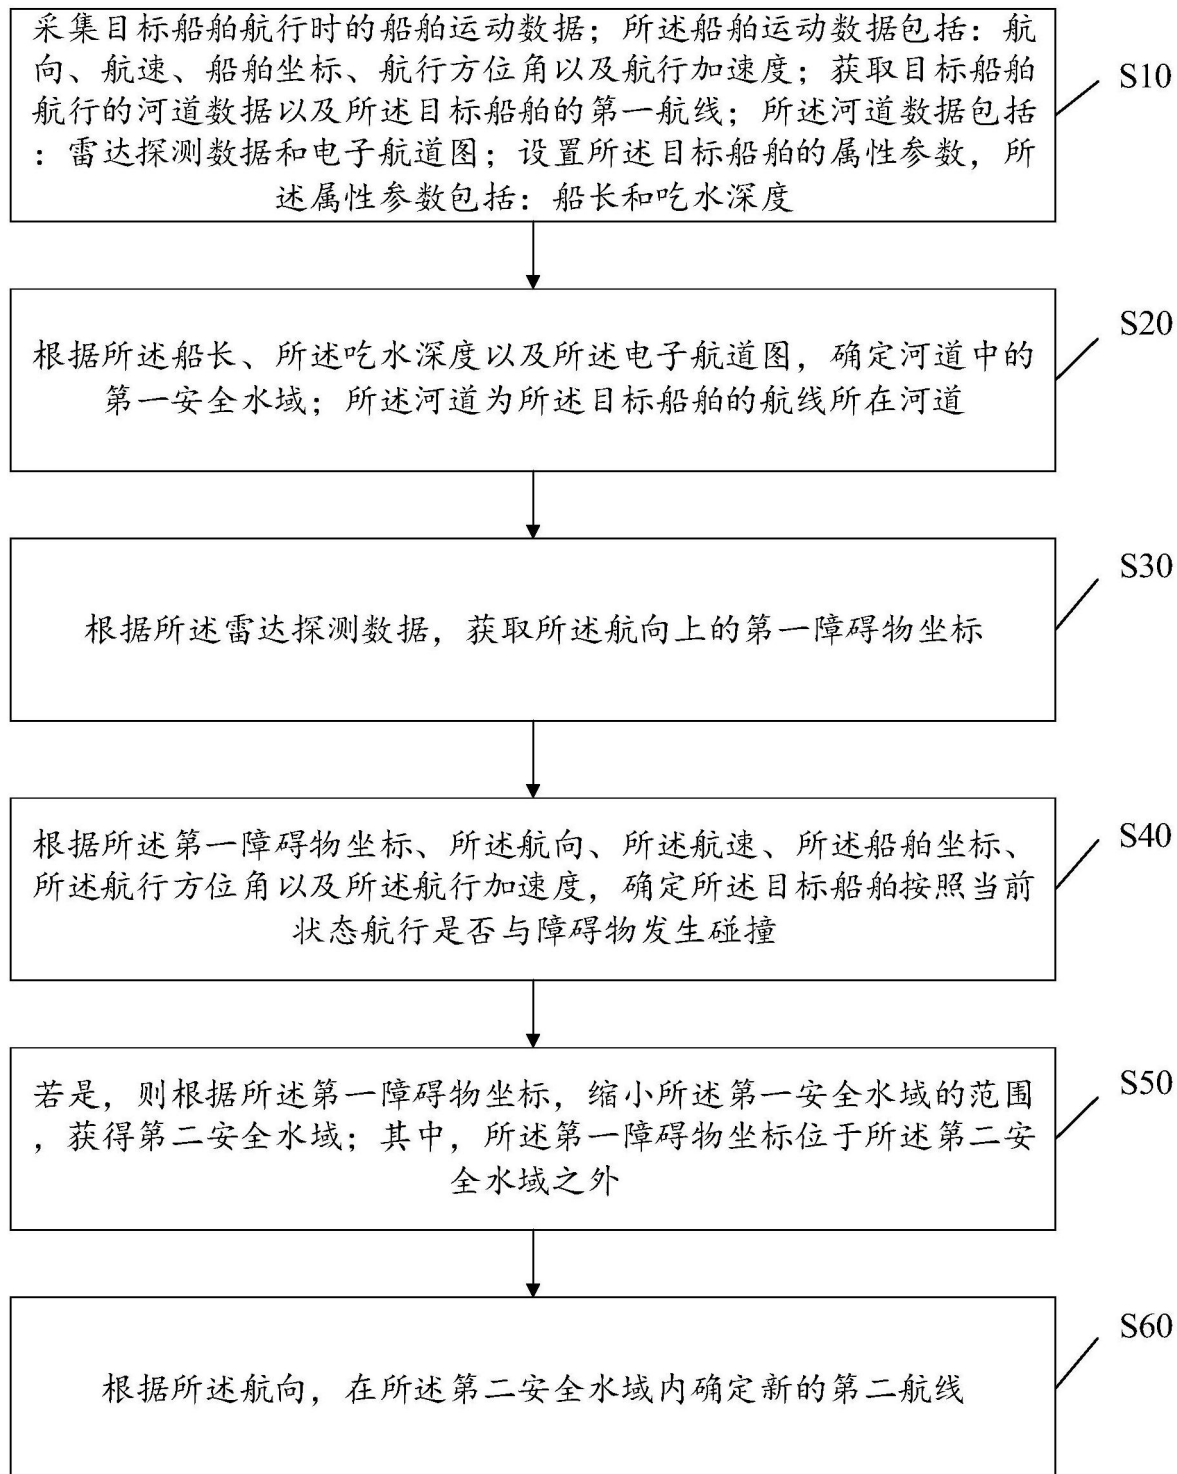 采集目标船舶航行时的船舶运动数据；所述船舶运动数据包括：航
向、航速、船舶坐标、航行方位角以及航行加速度；获取目标船舶
航行的河道数据以及所述目标船舶的第一航线；所述河道数据包括
：雷达探测数据和电子航道图；设置所述目标船舶的属性参数，所
述属性参数包括：船长和吃水深度
S10
根据所述船长、所述吃水深度以及所述电子航道图，确定河道中的
第一安全水域；所述河道为所述目标船舶的航线所在河道
S20
根据所述雷达探测数据，获取所述航向上的第一障碍物坐标
S30
根据所述第一障碍物坐标、所述航向、所述航速、所述船舶坐标、
所述航行方位角以及所述航行加速度，确定所述目标船舶按照当前
状态航行是否与障碍物发生碰撞
S40
若是，则根据所述第一障碍物坐标，缩小所述第一安全水域的范围
，获得第二安全水域；其中，所述第一障碍物坐标位于所述第二安
全水域之外
S50
根据所述航向，在所述第二安全水域内确定新的第二航线
S60